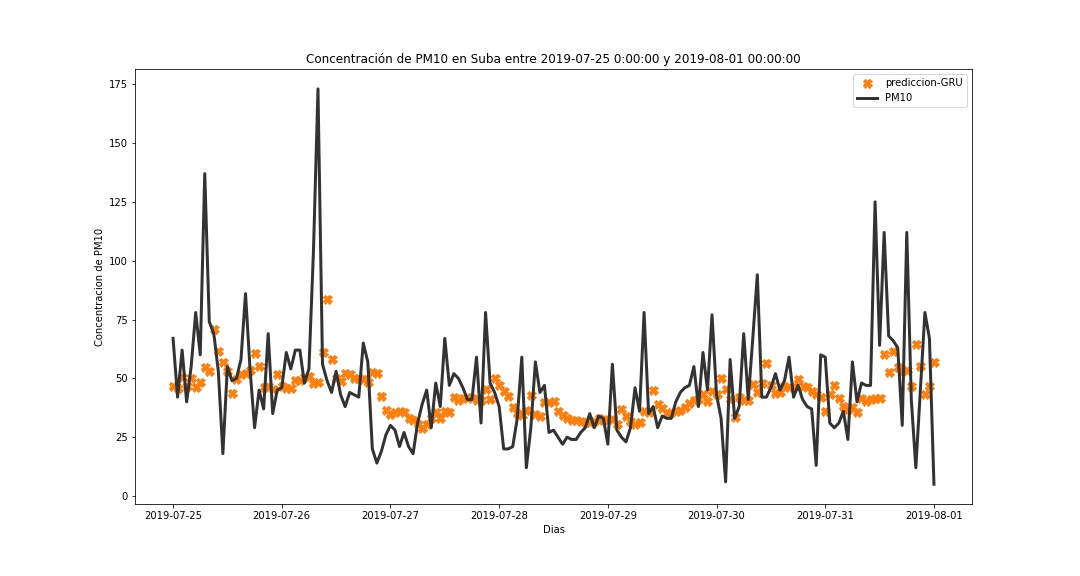 Concentración de PM10 en Suba entre 2019-07-25 0:00:00 y 2019-08-01 00:00:00
prediccion-GRU
PM10
Concentracion de PM10
175
150
125
100
75
50
25
0
2019-07-25 2019-07-26 2019-07-27 2019-07-28 2019-07-29 2019-07-30 2019-07-31 2019-08-01
Dias